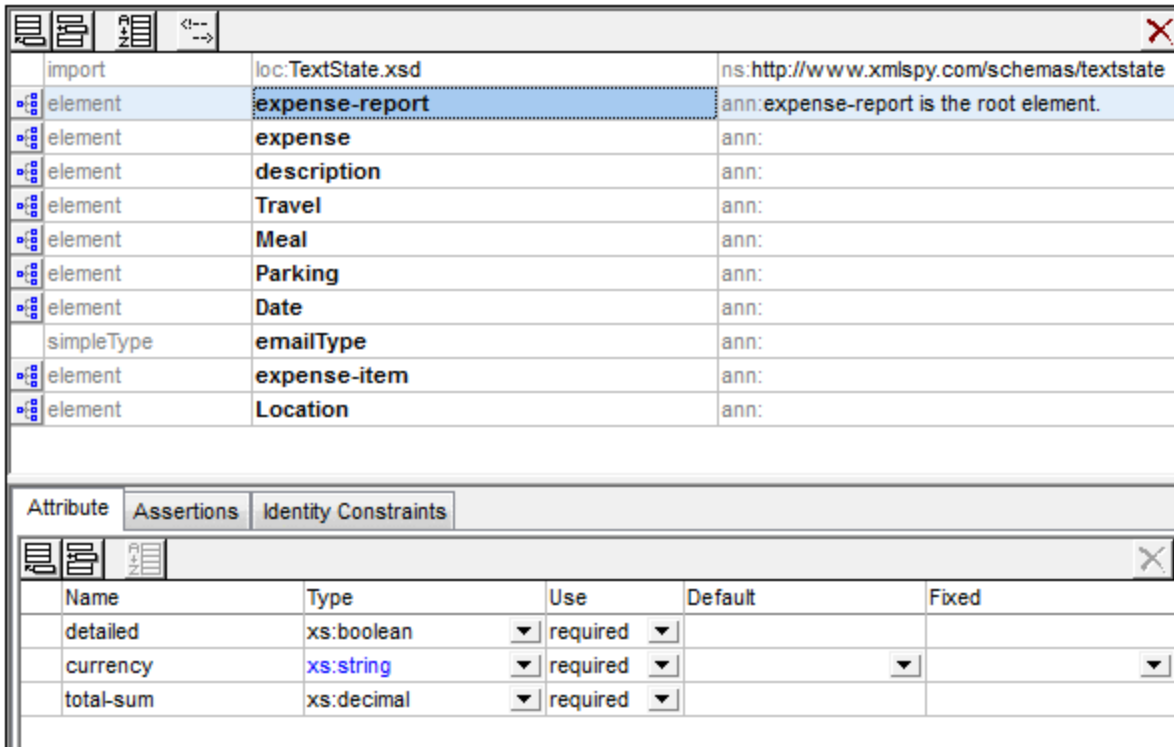 import loc:TextState.xsd ns:http://www.xmlspy.com/schemas/textstate
element expense-report ann:expense-report is the root element.
element expense ann:
element description ann:
element Travel ann:
element Meal ann:
element Parking ann:
element Date ann:
simpleType emailType ann:
element expense-item ann:
element Location ann:
Attribute Assertions Identity Constraints
Name Type Use Default Fixed
detailed xs:boolean required
currency xs:string required
total-sum xs:decimal required